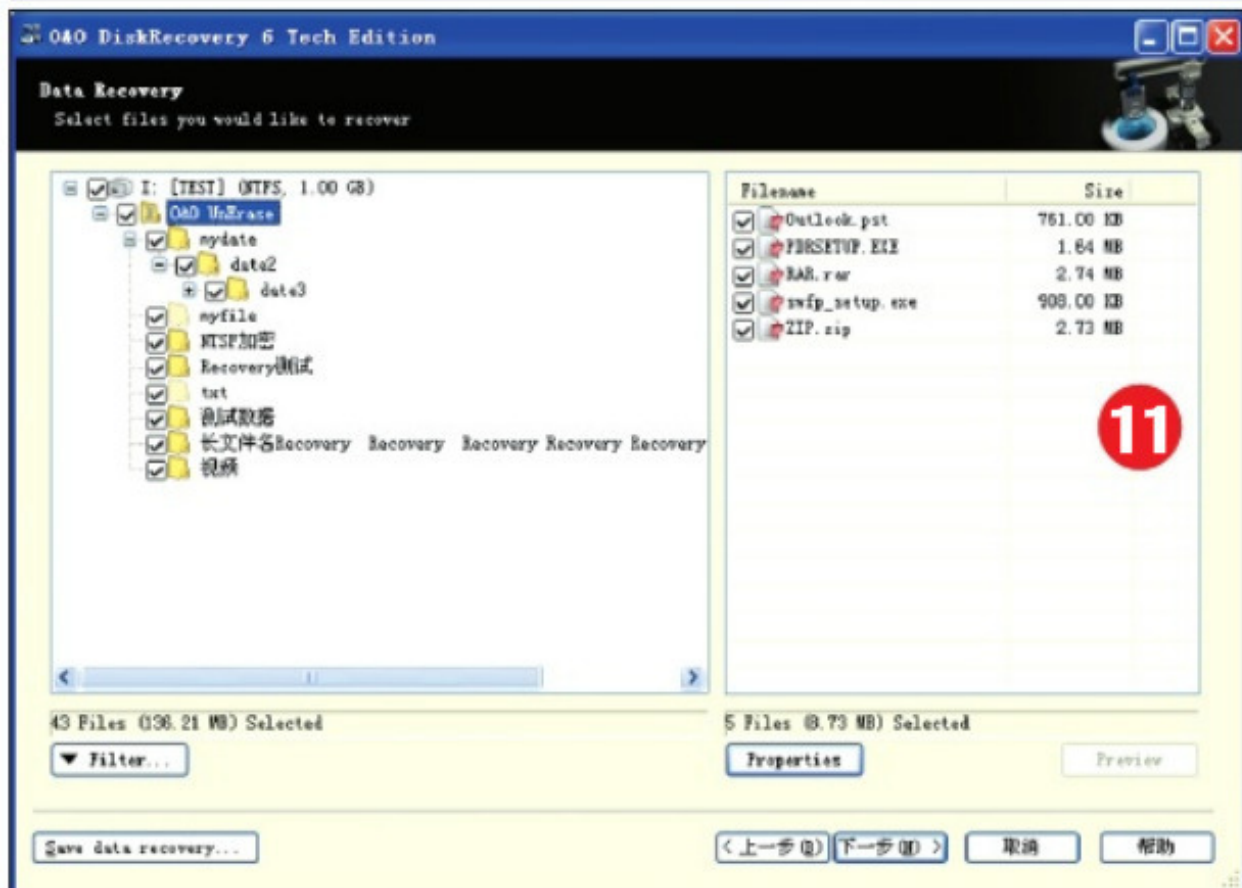 O&O DiskRecovery 6 Tech Edition
Data Recovery
Select files you would like to recover
I: [TEST] (NTFS, 1.00 GB)
O&O UnErase
mydate
data2
data3
myfile
NTSF加密
Recovery测试
txt
测试数据
长文件名Recovery Recovery Recovery Recovery Recovery
视频
Filename Size
Outlook.pst 761.00 KB
PDRSETUP.EXE 1.64 MB
RAR.rar 2.74 MB
swfp_setup.exe 908.00 KB
ZIP.zip 2.73 MB
11
43 Files (136.21 MB) Selected
5 Files (8.73 MB) Selected
Filter...
Properties
Preview
Save data recovery...
<上一步(B) 下一步(N)> 取消 帮助